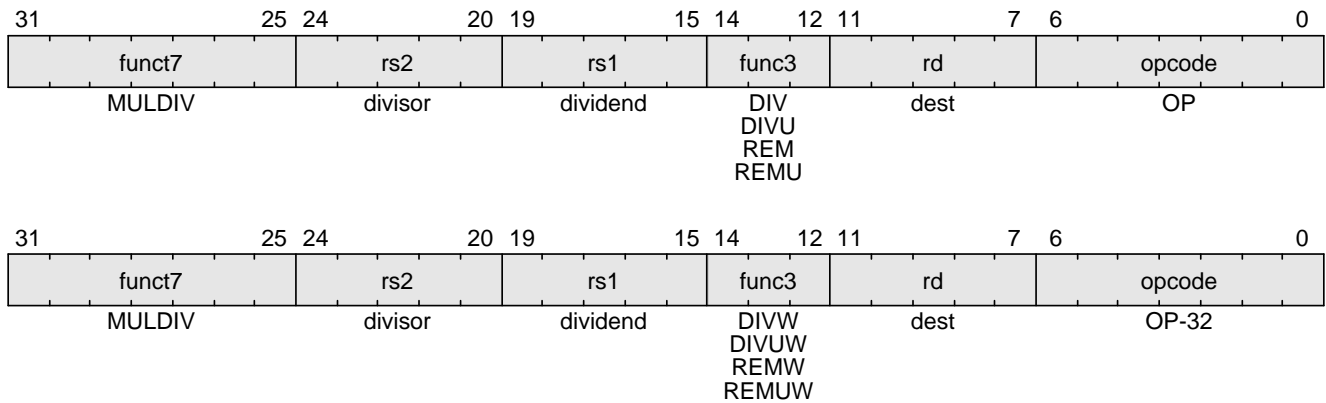 31 25 24 20 19 15 14 12 11 7 6 0
funct7 rs2 rs1 func3 rd opcode
MULDIV divisor dividend DIV dest OP
DIVU
REM
REMU
31 25 24 20 19 15 14 12 11 7 6 0
funct7 rs2 rs1 func3 rd opcode
MULDIV divisor dividend DIVW dest OP-32
DIVUW
REMW
REMUW